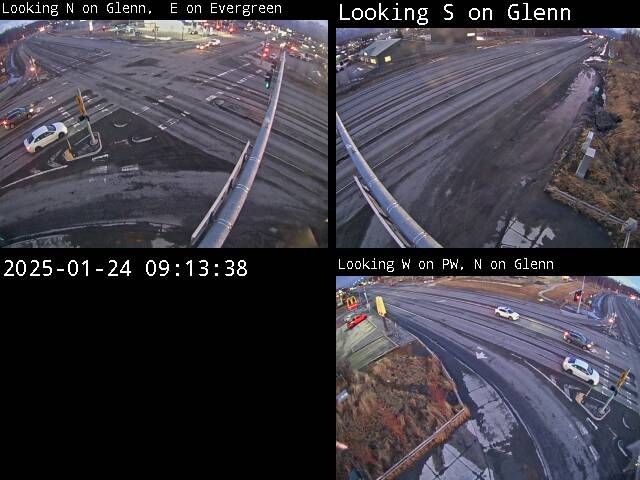 Looking N on Glenn, E on Evergreen
Looking S on Glenn
2025-01-24 09:13:38
Looking W on PW, N on Glenn